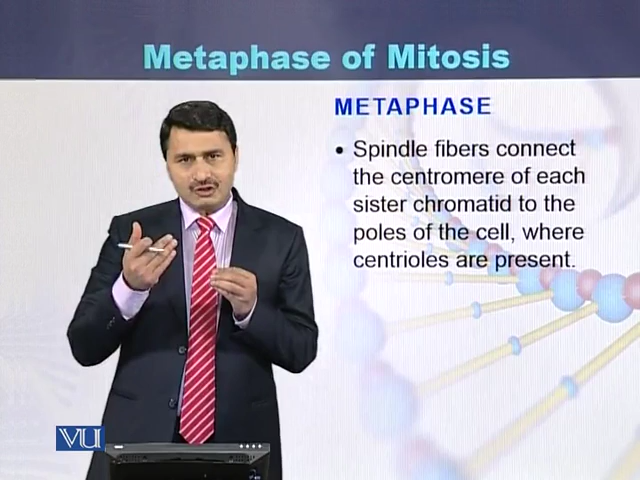 Metaphase of Mitosis
METAPHASE
• Spindle fibers connect
the centromere of each
sister chromatid to the
poles of the cell, where
centrioles are present.
VU